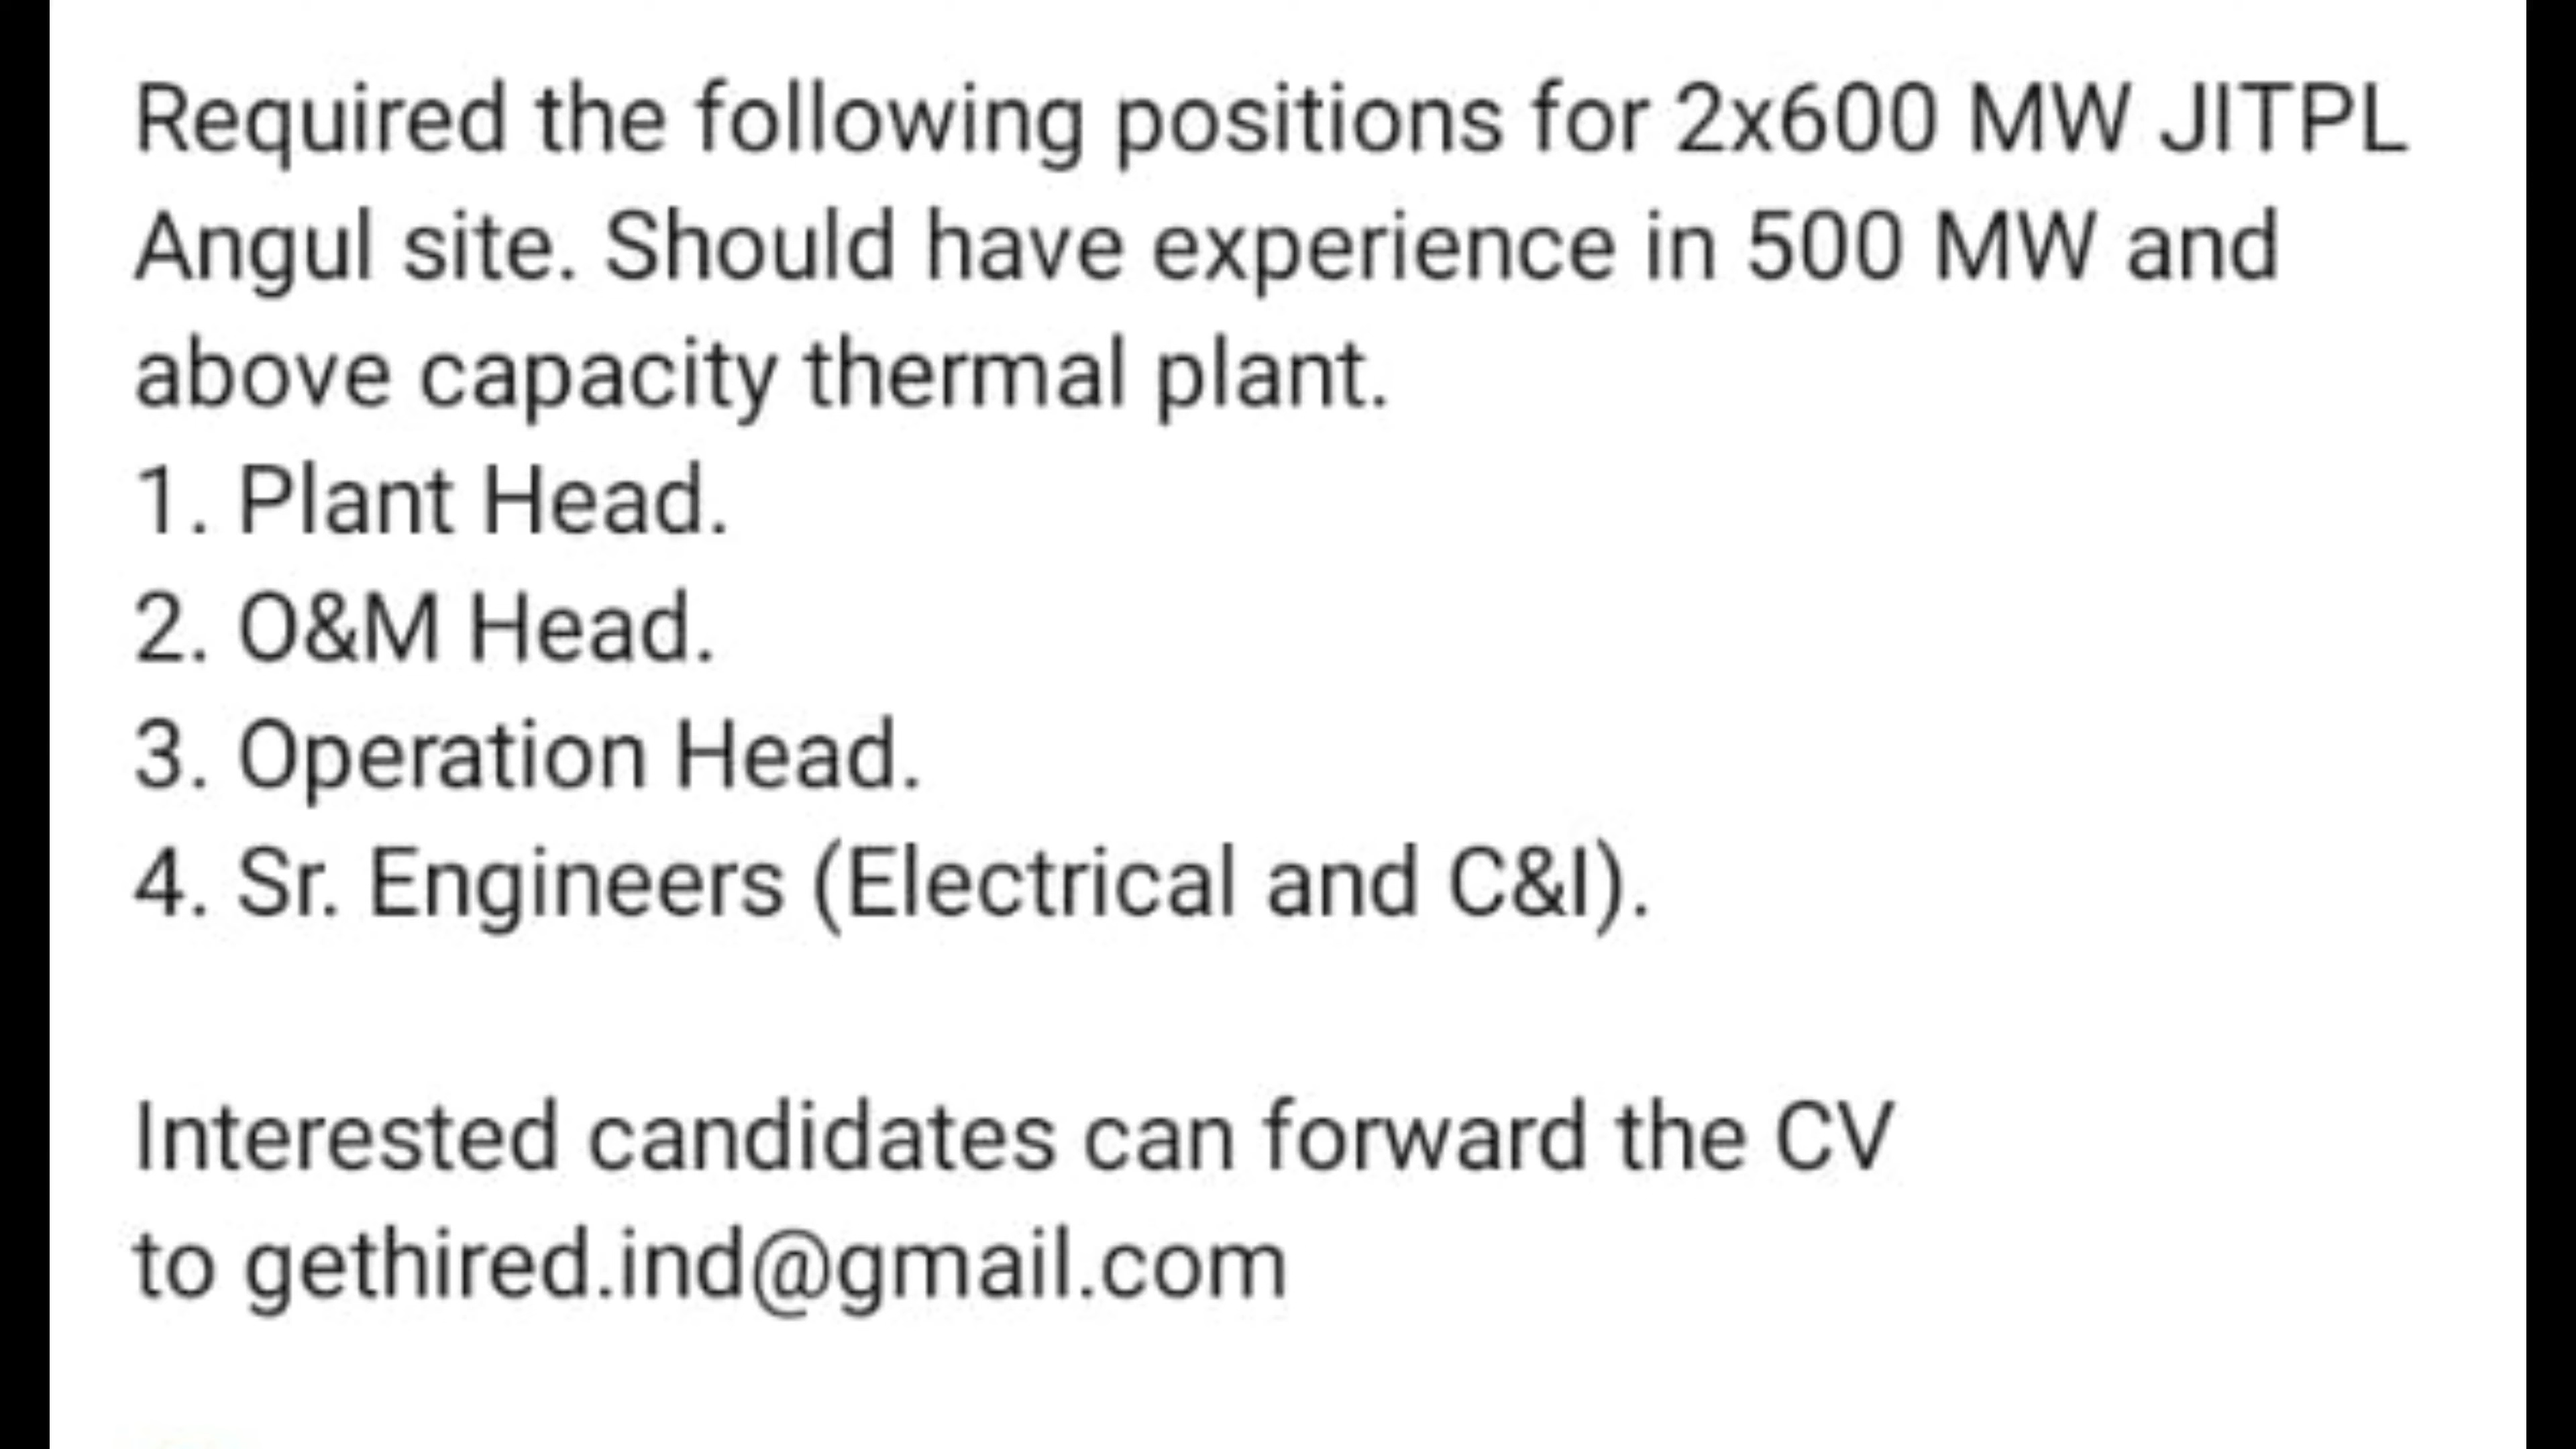 Required the following positions for 2x600 MW JITPL
Angul site. Should have experience in 500 MW and
above capacity thermal plant.
1. Plant Head.
2. O&M Head.
3. Operation Head.
4. Sr. Engineers (Electrical and C&I).
Interested candidates can forward the CV
to gethired.ind@gmail.com